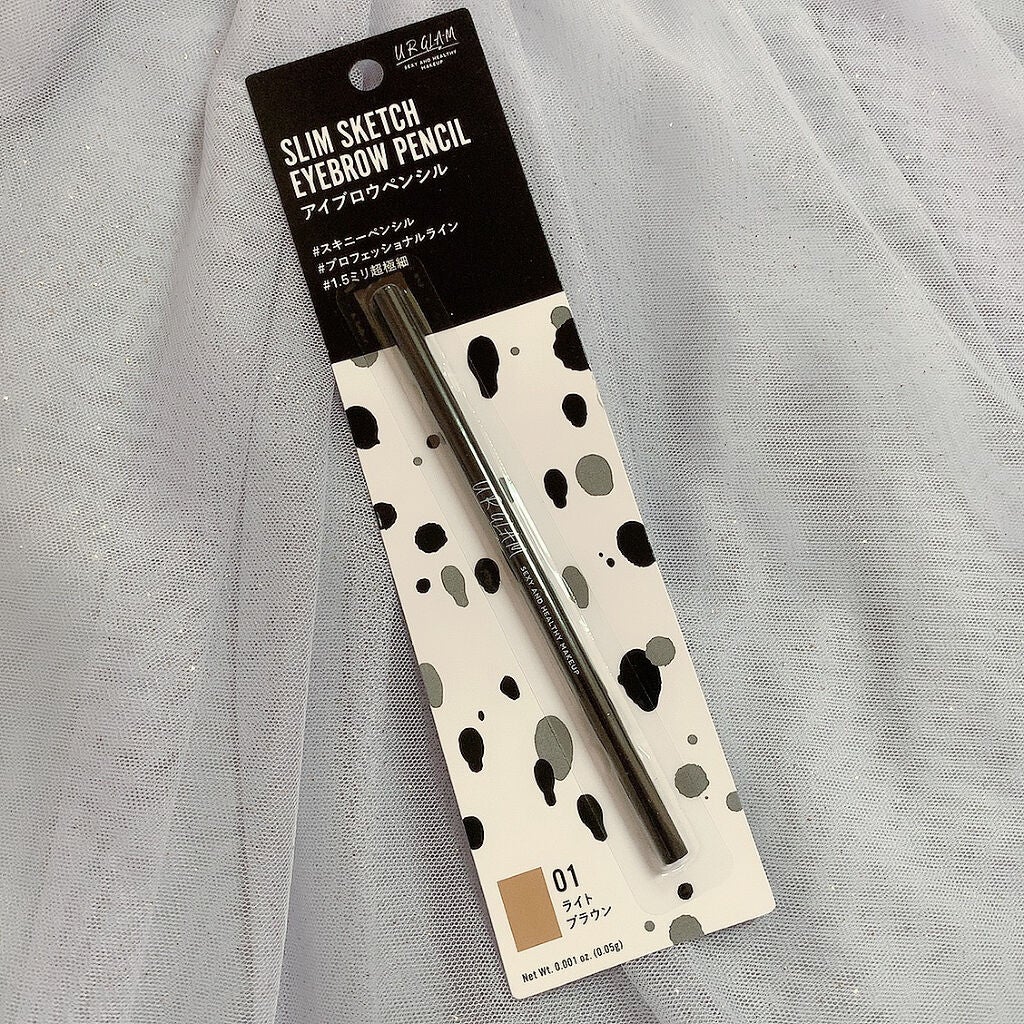 URGLAM
SEXY AND HEALTHY
MAKEUP
SLIM SKETCH
EYEBROW PENCIL
アイブロウペンシル
#スキニーペンシル
#プロフェッショナルライン
#1.5ミリ超極細
URGLAM SEXY AND HEALTHY MAKEUP
01
ライト
ブラウン
Net Wt. 0.001 oz. (0.05g)